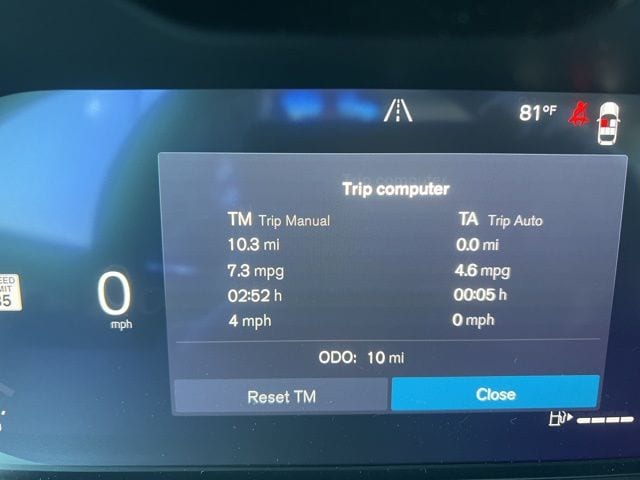 81°F
Trip computer
TM Trip Manual
TA Trip Auto
10.3 mi
0.0 mi
7.3 mpg
4.6 mpg
02:52 h
00:05 h
4 mph
0 mph
ODO: 10 mi
Reset TM
Close
0
mph